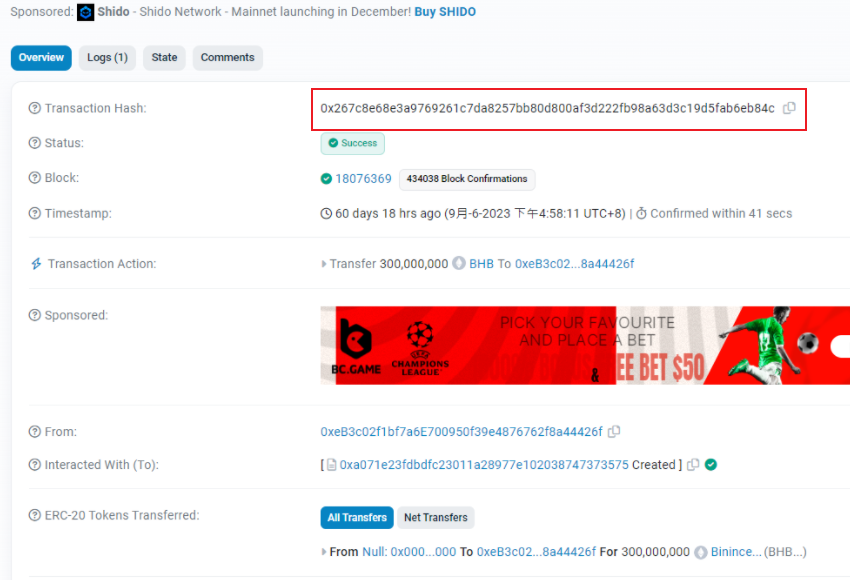 Sponsored: Shido - Shido Network - Mainnet launching in December! Buy SHIDO
Overview Logs (1) State Comments
Transaction Hash: 0x267c8e68e3a9769261c7da8257bb80d800af3d222fb98a63d3c19d5fab6eb84c
Status: Success
Block: 18076369 434038 Block Confirmations
Timestamp: 60 days 18 hrs ago (9月-6-2023 下午4:58:11 UTC+8) | Confirmed within 41 secs
Transaction Action: Transfer 300,000,000 BHB To 0xeB3c02...8a44426f
Sponsored:
PICK YOUR FAVOURITE
AND PLACE A BET
BC.GAME
UEFA
CHAMPIONS
LEAGUE
& EE BET $50
From: 0xeB3c02f1bf7a6E700950f39e4876762f8a44426f
Interacted With (To): [ 0xa071e23fdbdfc23011a28977e102038747373575 Created ]
ERC-20 Tokens Transferred: All Transfers Net Transfers
From Null: 0x000...000 To 0xeB3c02...8a44426f For 300,000,000 Binince... (BHB...)